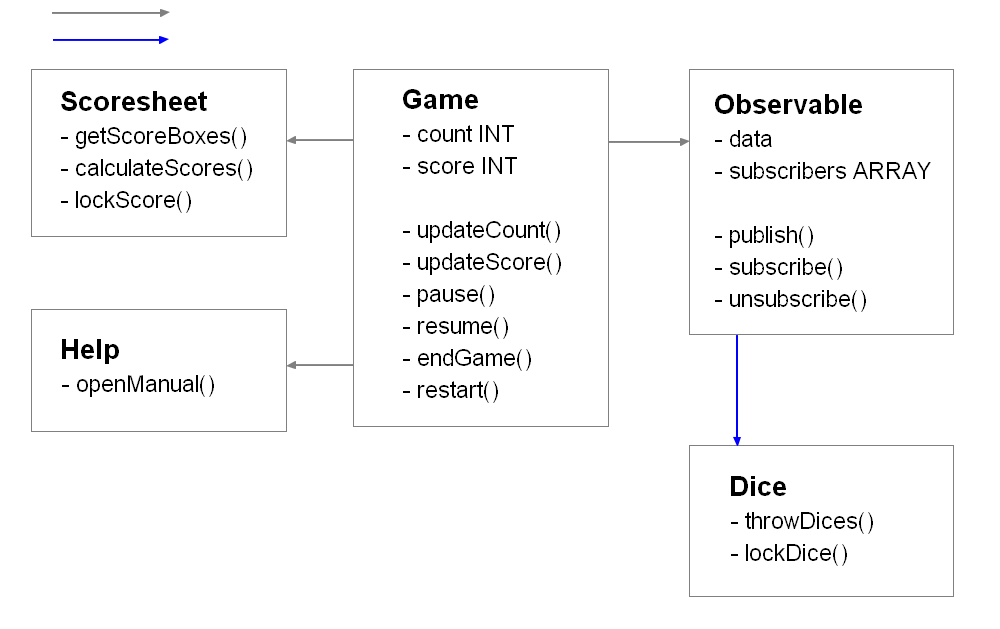 Scoresheet
- getScoreBoxes()
- calculateScores()
- lockScore()
Help
- openManual()
Game
- count INT
- score INT
- updateCount()
- updateScore()
- pause()
- resume()
- endGame()
- restart()
Observable
- data
- subscribers ARRAY
- publish()
- subscribe()
- unsubscribe()
Dice
- throwDices()
- lockDice()